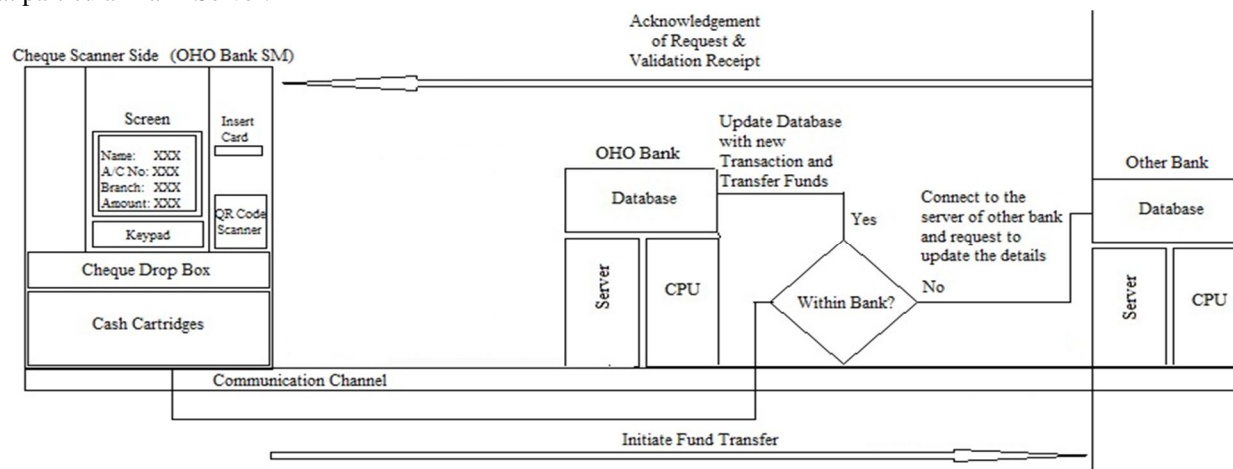 Acknowledgement
of Request &
Validation Receipt
Cheque Scanner Side (OHO Bank SM)
Screen
Name: XXX
A/C No: XXX
Branch: XXX
Amount: XXX
Keypad
Insert
Card
QR Code
Scanner
Cheque Drop Box
Cash Cartridges
Communication Channel
OHO Bank
Database
Server
CPU
Update Database
with new
Transaction and
Transfer Funds
Yes
Within Bank?
No
Connect to the
server of other bank
and request to
update the details
Other Bank
Database
Server
CPU
Initiate Fund Transfer